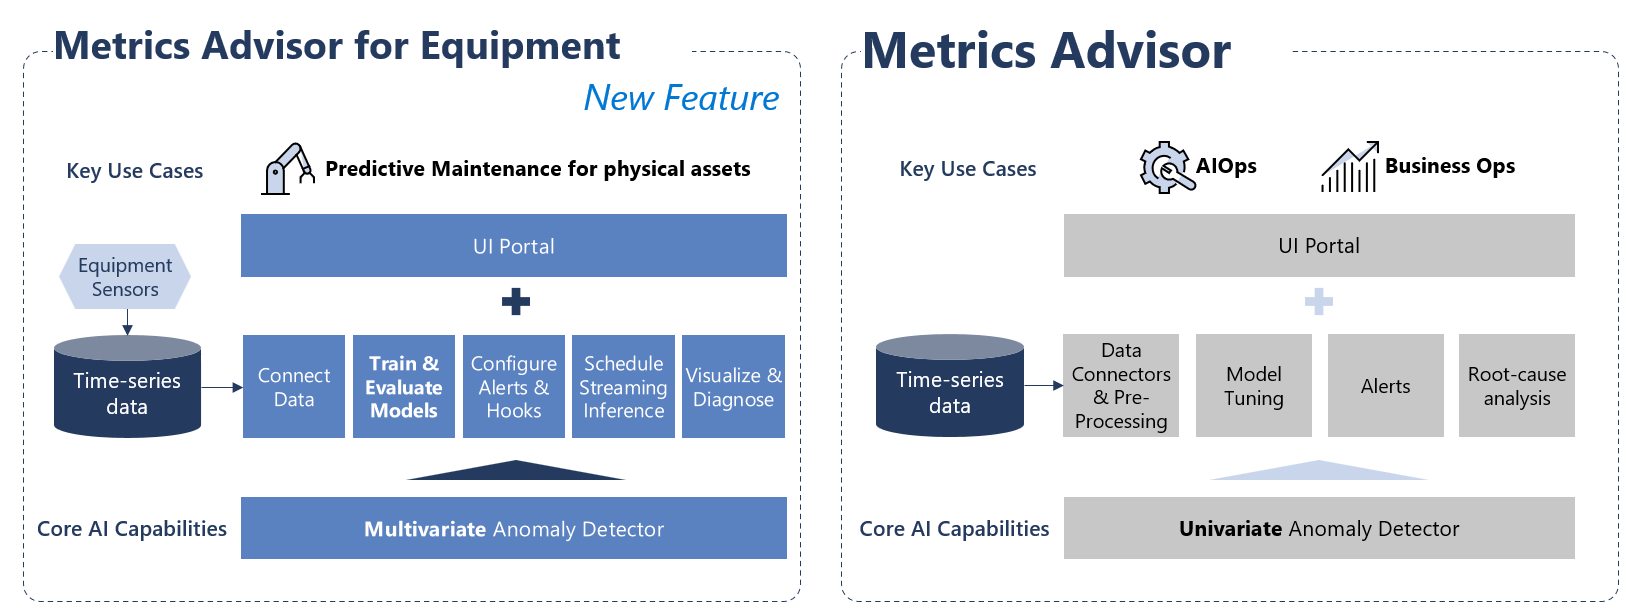 Metrics Advisor for Equipment
New Feature
Key Use Cases
Predictive Maintenance for physical assets
UI Portal
Equipment
Sensors
Time-series
data
Connect
Data
Train &
Evaluate
Models
Configure
Alerts &
Hooks
Schedule
Streaming
Inference
Visualize &
Diagnose
Core AI Capabilities
Multivariate Anomaly Detector
Metrics Advisor
Key Use Cases
AIOps
Business Ops
UI Portal
Time-series
data
Data
Connectors
& Pre-
Processing
Model
Tuning
Alerts
Root-cause
analysis
Core AI Capabilities
Univariate Anomaly Detector